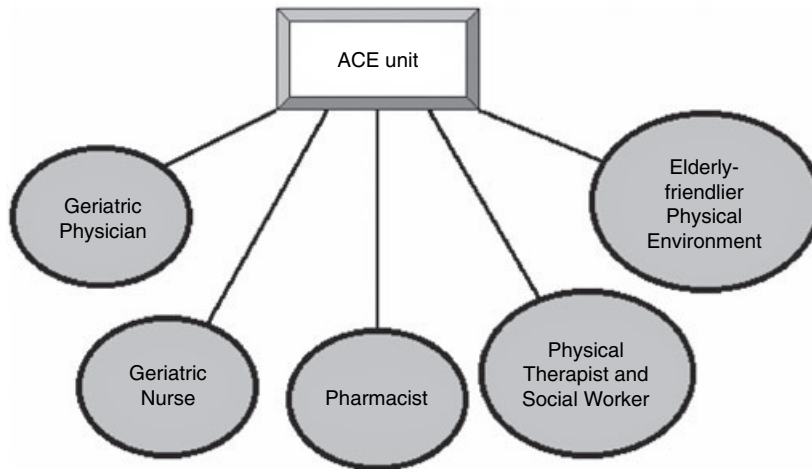 ACE unit
Geriatric
Physician
Geriatric
Nurse
Pharmacist
Physical
Therapist and
Social Worker
Elderly-
friendlier
Physical
Environment